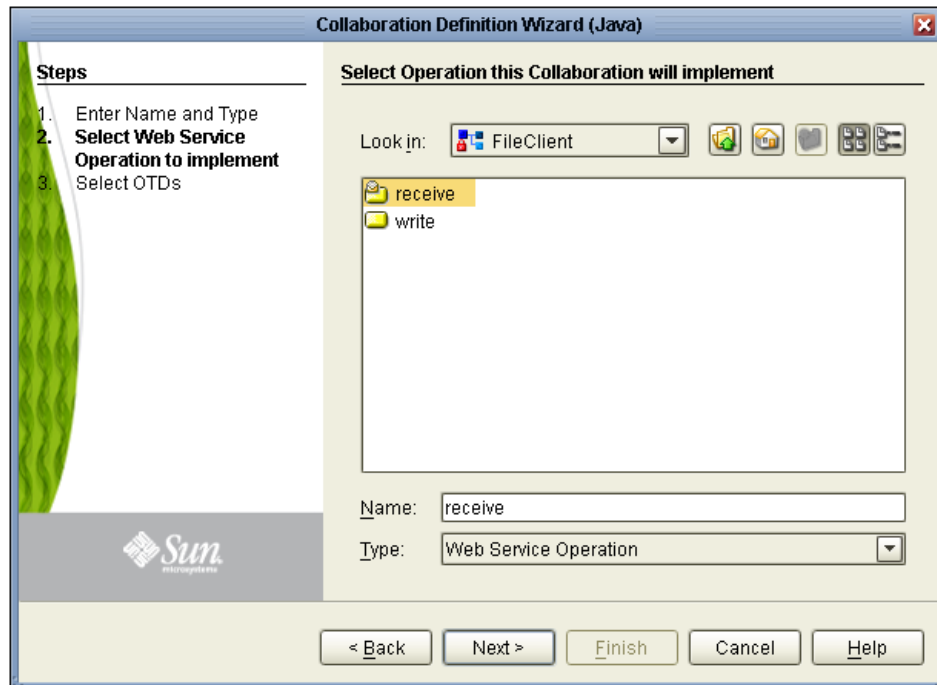 Collaboration Definition Wizard (Java)
Steps
1. Enter Name and Type
2. Select Web Service
Operation to implement
3. Select OTDs
Sun
microsystems
Select Operation this Collaboration will implement
Look in: FileClient
receive
write
Name: receive
Type: Web Service Operation
< Back Next > Finish Cancel Help